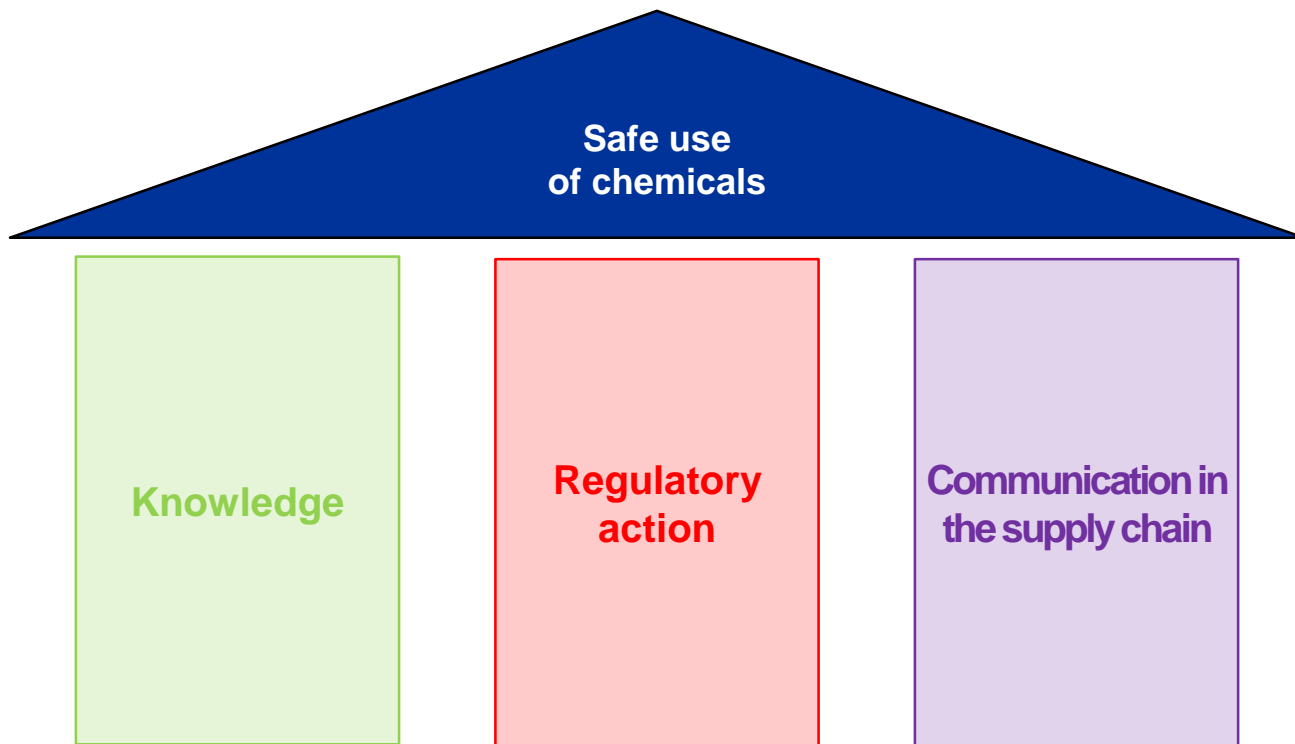 Safe use
of chemicals
Knowledge
Regulatory
action
Communication in
the supply chain